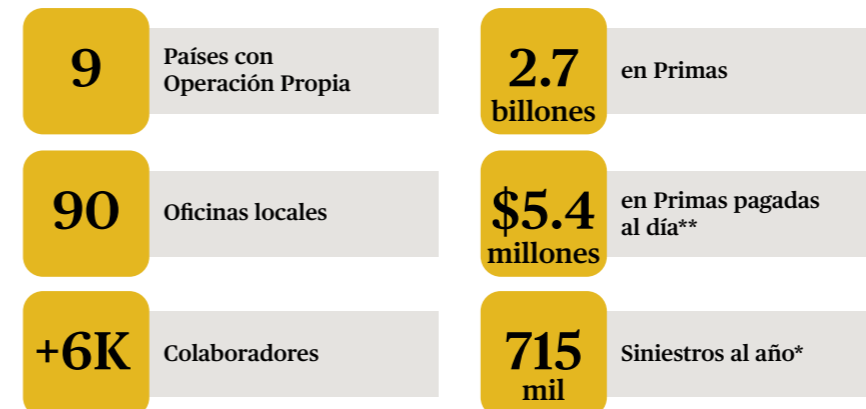 9
Países con
Operación Propia
2.7
billones
en Primas
90
Oficinas locales
$5.4
millones
en Primas pagadas
al día**
+6K
Colaboradores
715
mil
Siniestros al año*